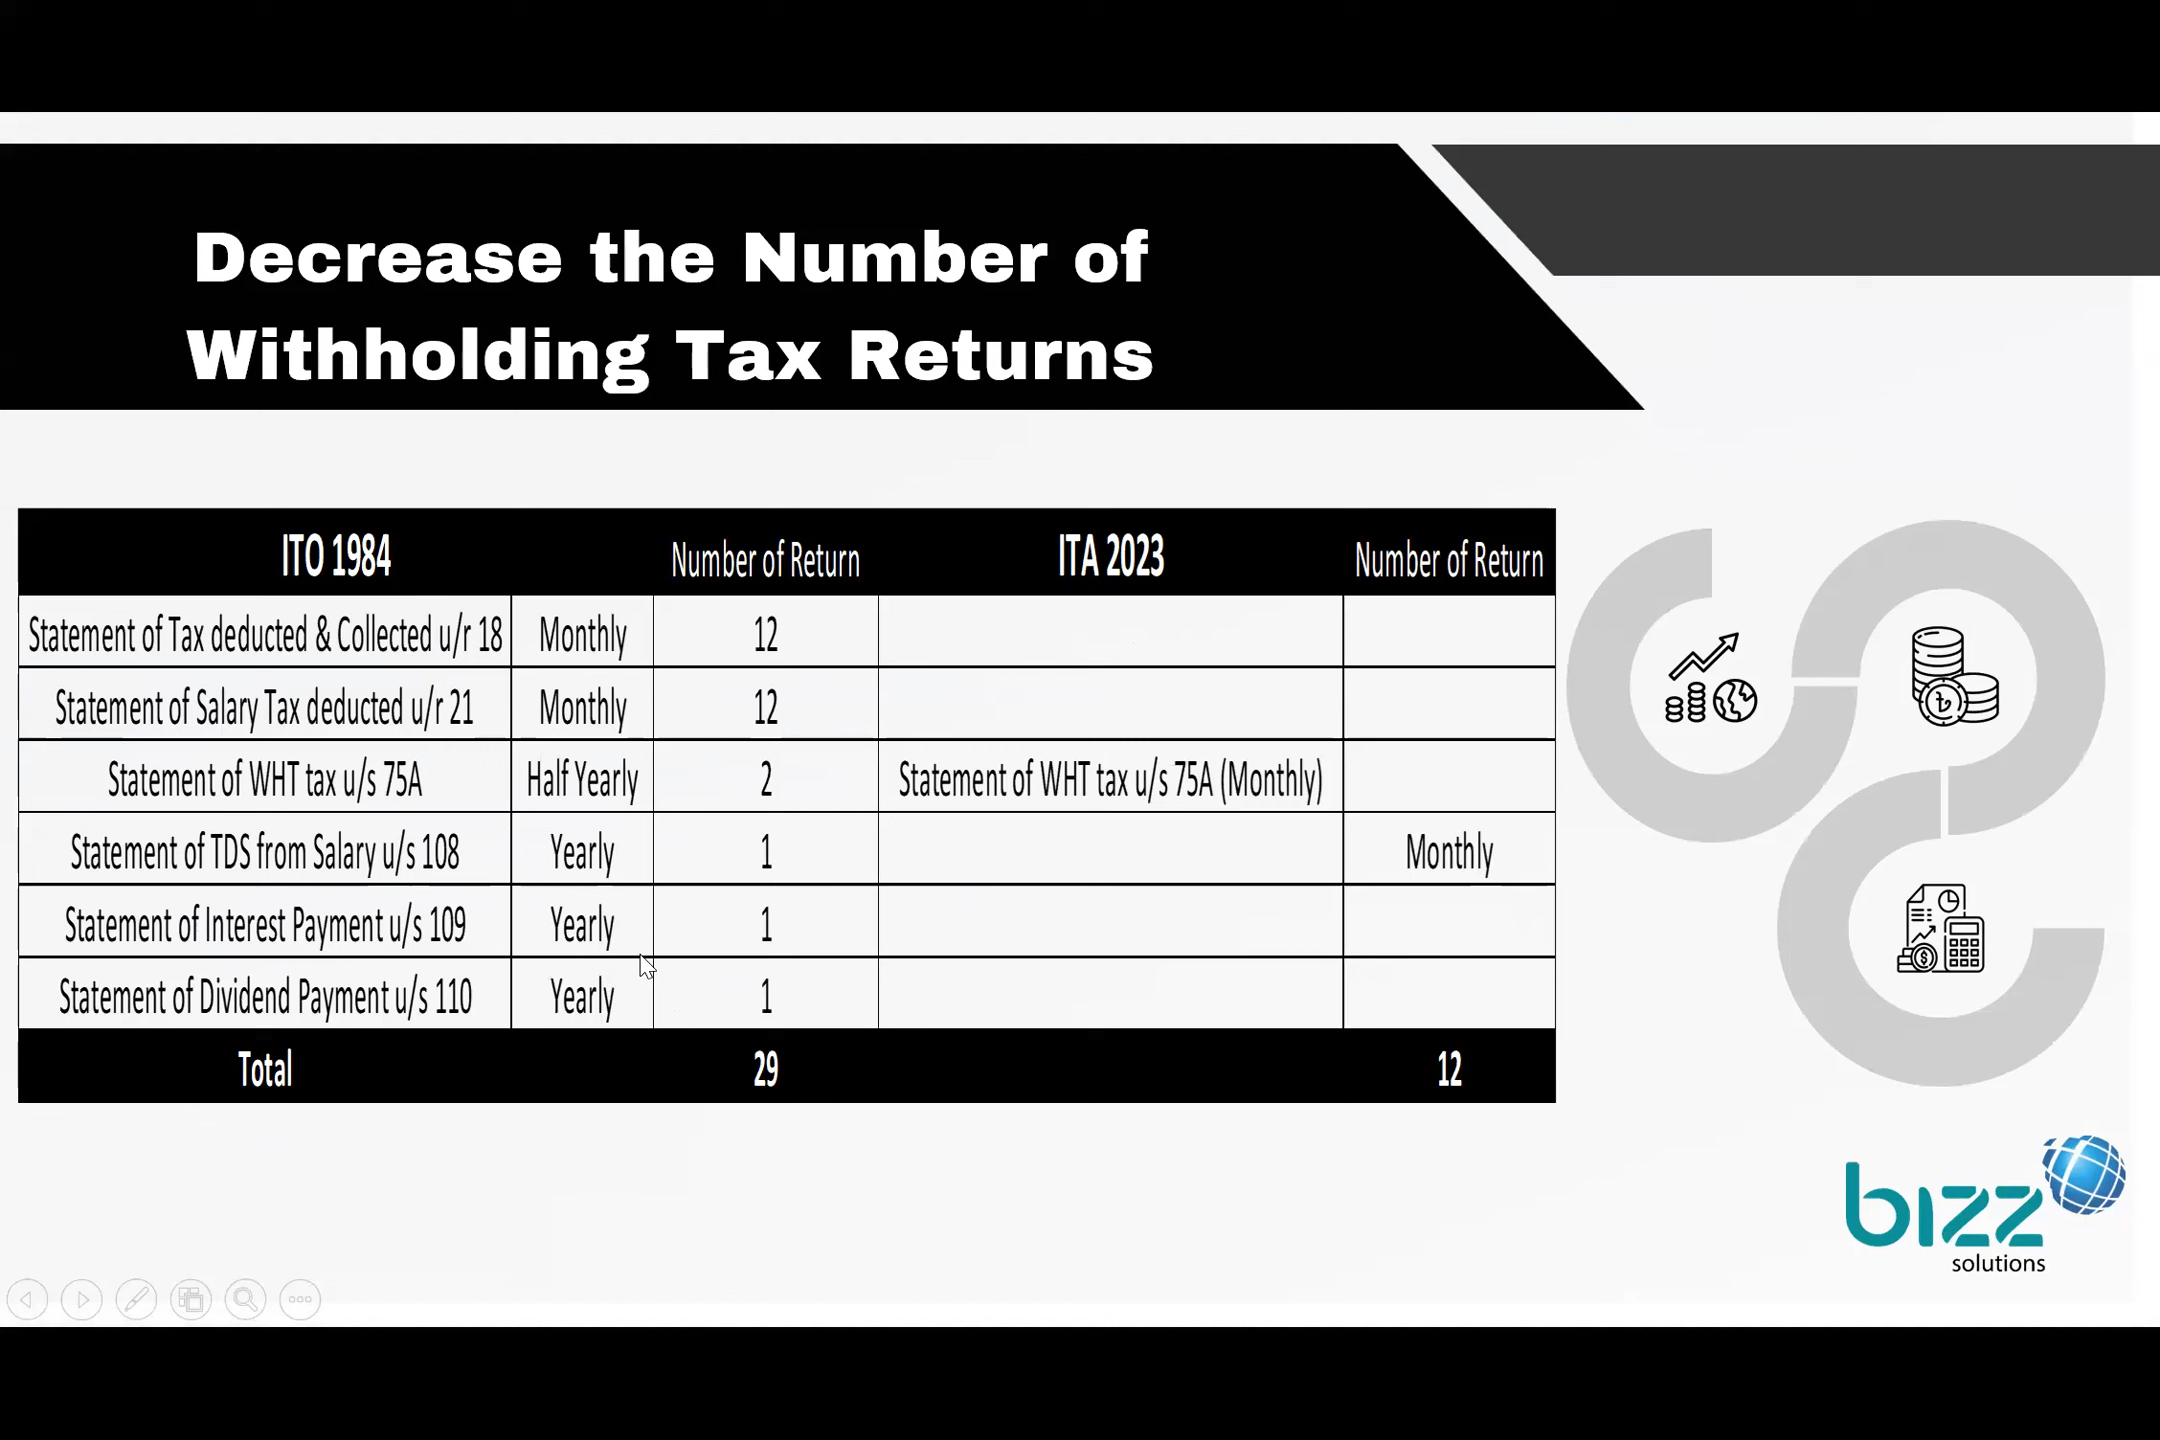 Decrease the Number of
Withholding Tax Returns
ITO 1984 Number of Return ITA 2023 Number of Return
Statement of Tax deducted & Collected u/r 18 Monthly 12
Statement of Salary Tax deducted u/r 21 Monthly 12
Statement of WHT tax u/s 75A Half Yearly 2 Statement of WHT tax u/s 75A (Monthly)
Statement of TDS from Salary u/s 108 Yearly 1 Monthly
Statement of Interest Payment u/s 109 Yearly 1
Statement of Dividend Payment u/s 110 Yearly 1
Total 29 12
bizz
solutions